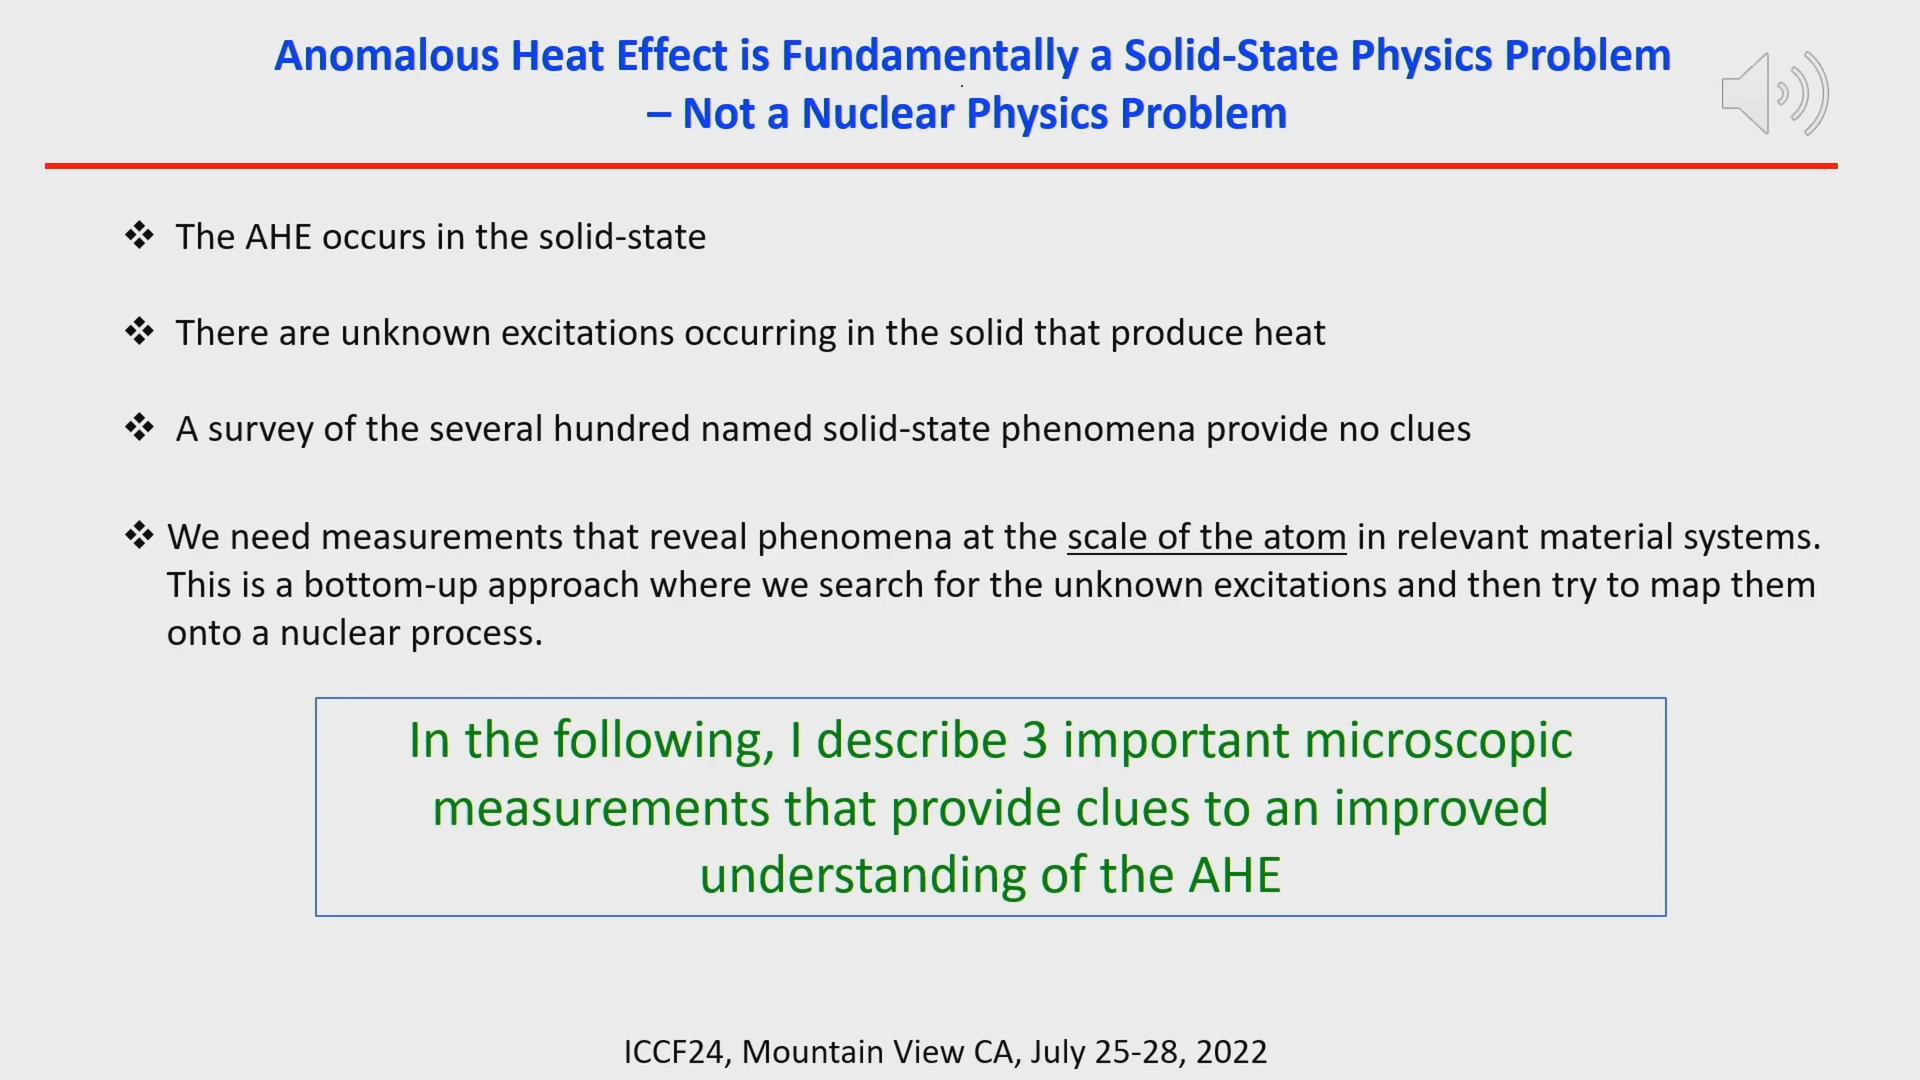 Anomalous Heat Effect is Fundamentally a Solid-State Physics Problem
– Not a Nuclear Physics Problem
❖ The AHE occurs in the solid-state
❖ There are unknown excitations occurring in the solid that produce heat
❖ A survey of the several hundred named solid-state phenomena provide no clues
❖ We need measurements that reveal phenomena at the scale of the atom in relevant material systems.
This is a bottom-up approach where we search for the unknown excitations and then try to map them
onto a nuclear process.
In the following, I describe 3 important microscopic
measurements that provide clues to an improved
understanding of the AHE
ICCF24, Mountain View CA, July 25-28, 2022